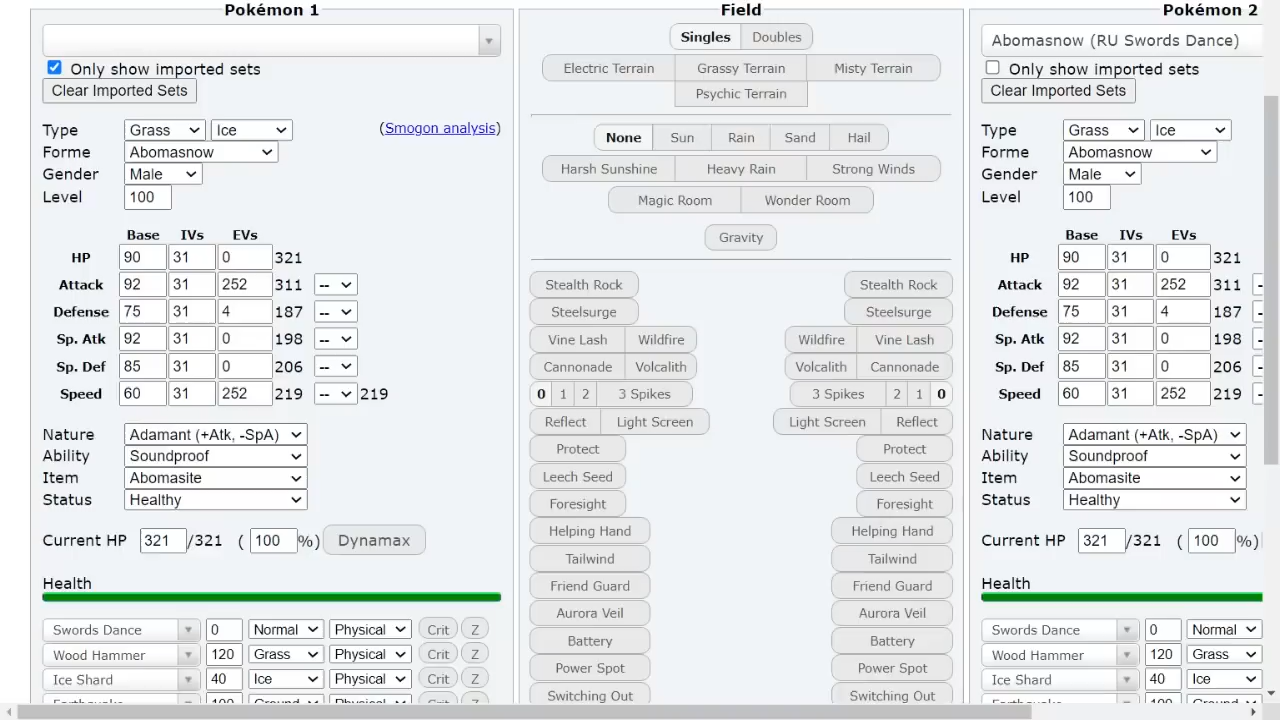 Pokémon 1
Only show imported sets
Clear Imported Sets
Type Grass Ice (Smogon analysis)
Forme Abomasnow
Gender Male
Level 100
Base IVs EVs
HP 90 31 0 321
Attack 92 31 252 311 --
Defense 75 31 4 187 --
Sp. Atk 92 31 0 198 --
Sp. Def 85 31 0 206 --
Speed 60 31 252 219 -- 219
Nature Adamant (+Atk, -SpA)
Ability Soundproof
Item Abomasite
Status Healthy
Current HP 321 /321 ( 100 %) Dynamax
Health
Swords Dance 0 Normal Physical Crit Z
Wood Hammer 120 Grass Physical Crit Z
Ice Shard 40 Ice Physical Crit Z
Earthquake 100 Ground Physical
Field
Singles Doubles
Electric Terrain Grassy Terrain Misty Terrain
Psychic Terrain
None Sun Rain Sand Hail
Harsh Sunshine Heavy Rain Strong Winds
Magic Room Wonder Room
Gravity
Stealth Rock Stealth Rock
Steelsurge Steelsurge
Vine Lash Wildfire Wildfire Vine Lash
Cannonade Volcalith Volcalith Cannonade
0 1 2 3 Spikes 3 Spikes 2 1 0
Reflect Light Screen Light Screen Reflect
Protect Protect
Leech Seed Leech Seed
Foresight Foresight
Helping Hand Helping Hand
Tailwind Tailwind
Friend Guard Friend Guard
Aurora Veil Aurora Veil
Battery Battery
Power Spot Power Spot
Switching Out Switching Out
Pokémon 2
Abomasnow (RU Swords Dance)
Only show imported sets
Clear Imported Sets
Type Grass Ice
Forme Abomasnow
Gender Male
Level 100
Base IVs EVs
HP 90 31 0 321
Attack 92 31 252 311 -
Defense 75 31 4 187 -
Sp. Atk 92 31 0 198 -
Sp. Def 85 31 0 206 -
Speed 60 31 252 219 -
Nature Adamant (+Atk, -SpA)
Ability Soundproof
Item Abomasite
Status Healthy
Current HP 321 /321 ( 100 %)
Health
Swords Dance 0 Normal
Wood Hammer 120 Grass
Ice Shard 40 Ice
Earthquake 100 Ground